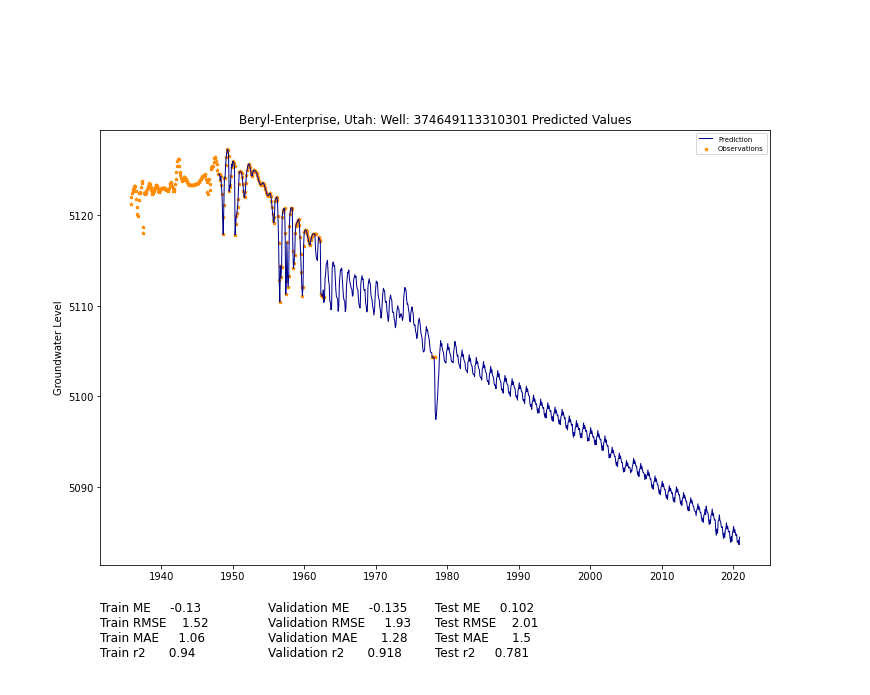 Beryl-Enterprise, Utah: Well: 374649113310301 Predicted Values
Prediction
Observations
Groundwater Level
5120
5110
5100
5090
1940 1950 1960 1970 1980 1990 2000 2010 2020
Train ME -0.13 Validation ME -0.135 Test ME 0.102
Train RMSE 1.52 Validation RMSE 1.93 Test RMSE 2.01
Train MAE 1.06 Validation MAE 1.28 Test MAE 1.5
Train r2 0.94 Validation r2 0.918 Test r2 0.781